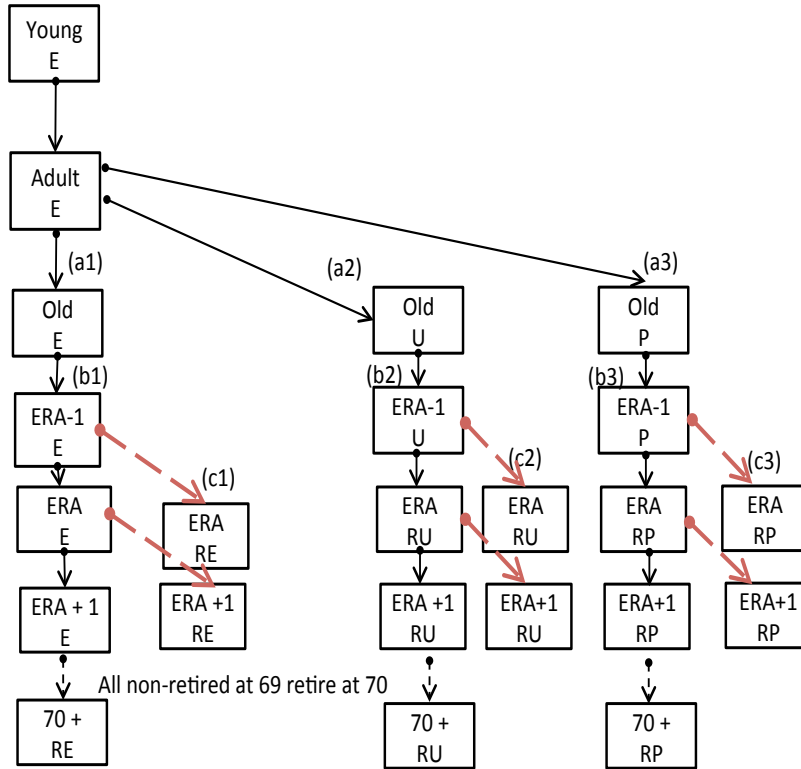 Young
E
Adult
E
(a1)
(a2)
(a3)
Old
E
Old
U
Old
P
(b1)
(b2)
(b3)
ERA-1
E
ERA-1
U
ERA-1
P
(c1)
(c2)
(c3)
ERA
E
ERA
RE
ERA
RU
ERA
RU
ERA
RP
ERA
RP
ERA + 1
E
ERA +1
RE
ERA +1
RU
ERA+1
RU
ERA+1
RP
ERA+1
RP
All non-retired at 69 retire at 70
70 +
RE
70 +
RU
70 +
RP